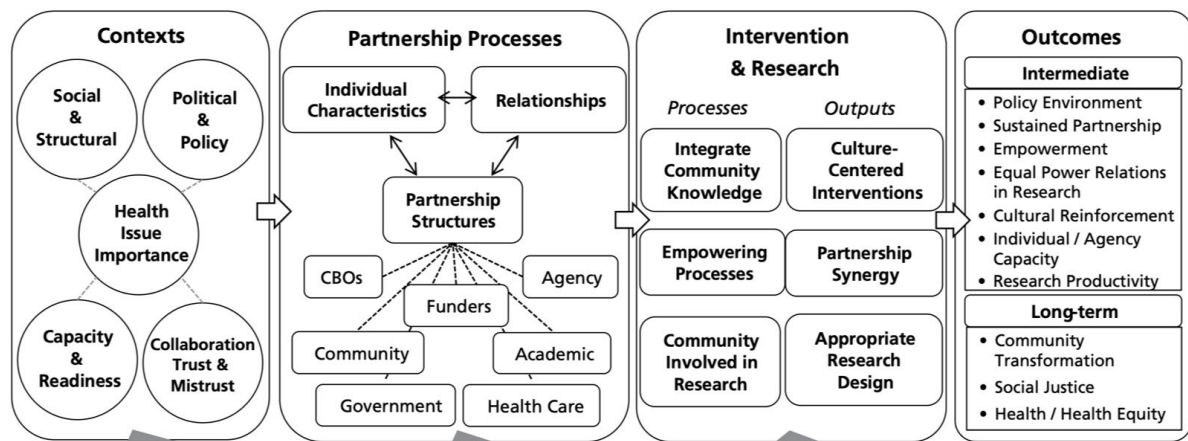 Contexts
Social
&
Structural
Political
&
Policy
Health
Issue
Importance
Capacity
&
Readiness
Collaboration
Trust &
Mistrust
Partnership Processes
Individual
Characteristics
Relationships
Partnership
Structures
CBOs
Agency
Funders
Community
Academic
Government
Health Care
Intervention
& Research
Processes
Outputs
Integrate
Community
Knowledge
Culture-
Centered
Interventions
Empowering
Processes
Partnership
Synergy
Community
Involved in
Research
Appropriate
Research
Design
Outcomes
Intermediate
• Policy Environment
• Sustained Partnership
• Empowerment
• Equal Power Relations
in Research
• Cultural Reinforcement
• Individual / Agency
Capacity
• Research Productivity
Long-term
• Community
Transformation
• Social Justice
• Health / Health Equity